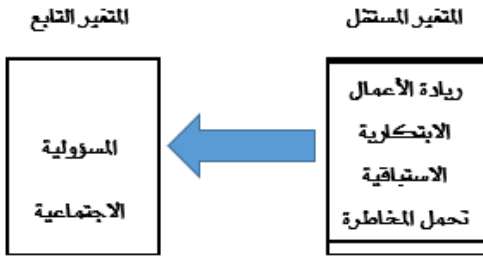 المتغير المستقل
المتغير التابع
ريادة الأعمال
الابتكارية
الاستباقية
تحمل المخاطرة
المسؤولية
الاجتماعية